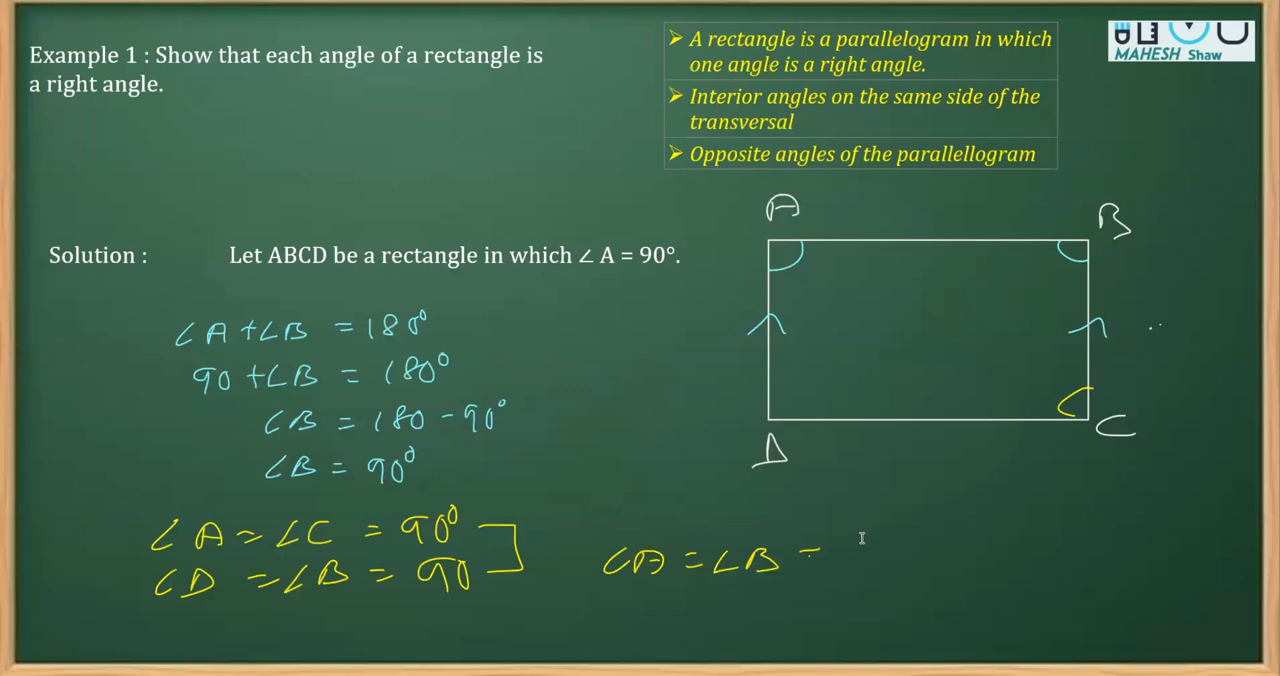 Example 1 : Show that each angle of a rectangle is
a right angle.
➢ A rectangle is a parallelogram in which
one angle is a right angle.
➢ Interior angles on the same side of the
transversal
➢ Opposite angles of the parallellogram
MAHESH Shaw
A
B
Solution : Let ABCD be a rectangle in which ∠ A = 90°.
∠A + ∠B = 180°
90 + ∠B = 180°
∠B = 180 - 90°
∠B = 90°
C
D
∠A = ∠C = 90°
∠D = ∠B = 90
∠A = ∠B =